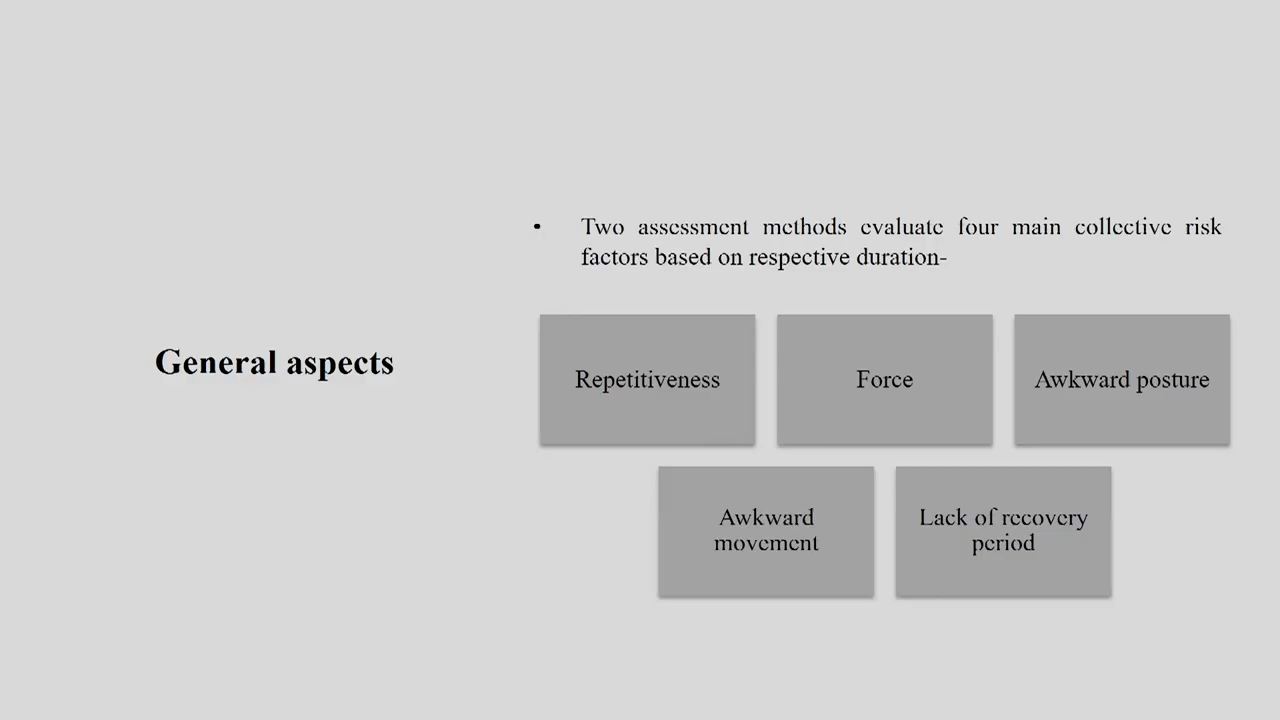 General aspects
• Two assessment methods evaluate four main collective risk
factors based on respective duration-
Repetitiveness
Force
Awkward posture
Awkward
movement
Lack of recovery
period